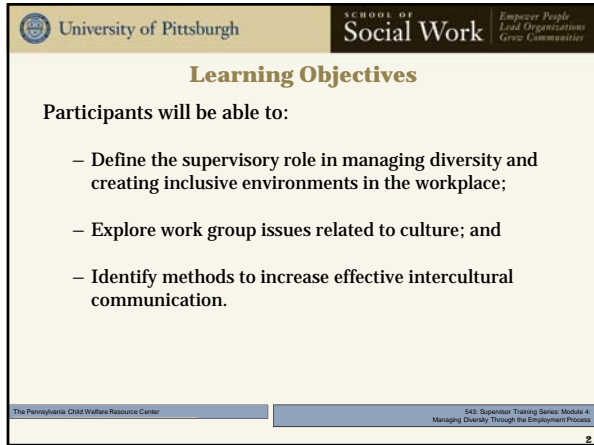 University of Pittsburgh
SCHOOL OF
Social Work
Empower People
Lead Organizations
Grow Communities
Learning Objectives
Participants will be able to:
– Define the supervisory role in managing diversity and
creating inclusive environments in the workplace;
– Explore work group issues related to culture; and
– Identify methods to increase effective intercultural
communication.
The Pennsylvania Child Welfare Resource Center
543: Supervisor Training Series: Module 4:
Managing Diversity Through the Employment Process
2